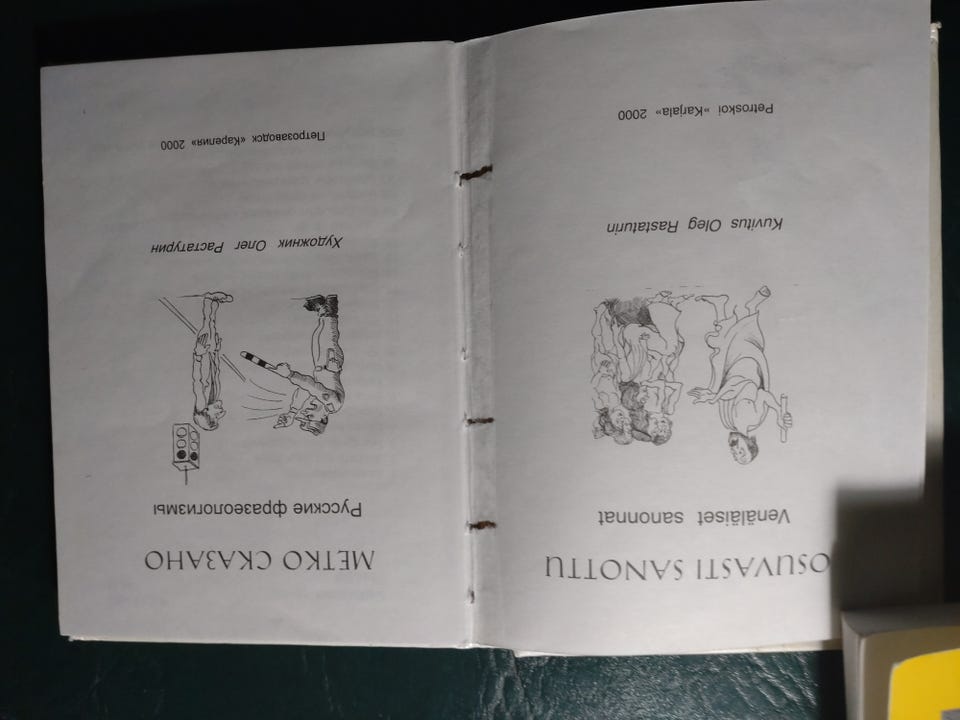 OSUVASTI SANOTTU
Venäläiset sanonnat
Kuvitus Oleg Rastaturin
Petroskoi «Karjala» 2000
МЕТКО СКАЗАНО
Русские фразеологизмы
Художник Олег Растатурин
Петрозаводск «Карелия» 2000